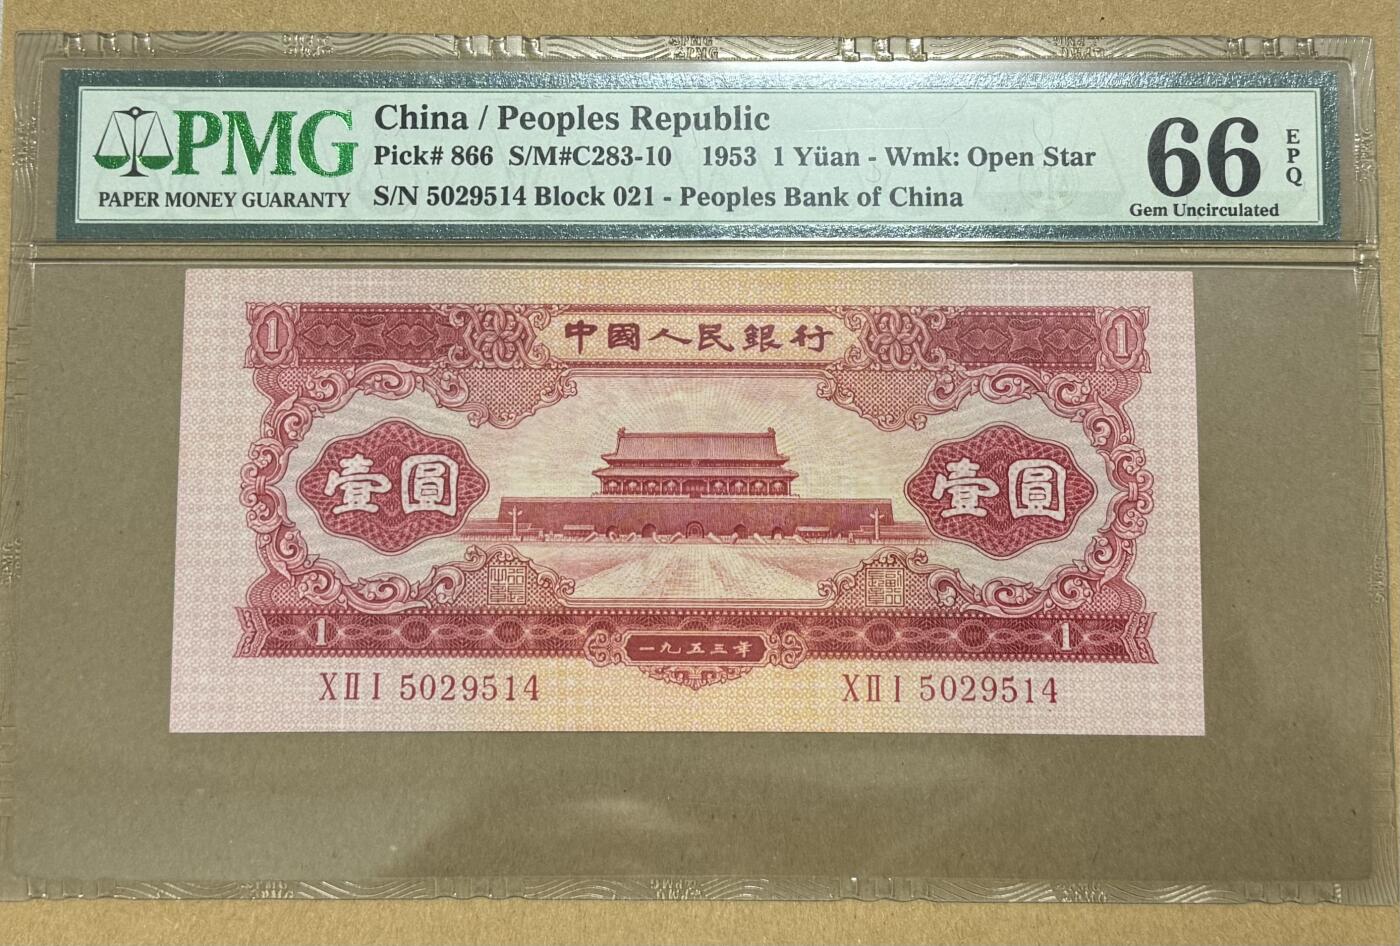 PMG
PAPER MONEY GUARANTY
China / Peoples Republic
Pick# 866 S/M#C283-10 1953 1 Yüan - Wmk: Open Star
S/N 5029514 Block 021 - Peoples Bank of China
66
EPQ
Gem Uncirculated
1 中國人民銀行 1
壹圓 壹圓
1 一九五三年 1
XⅡI 5029514 XⅡI 5029514